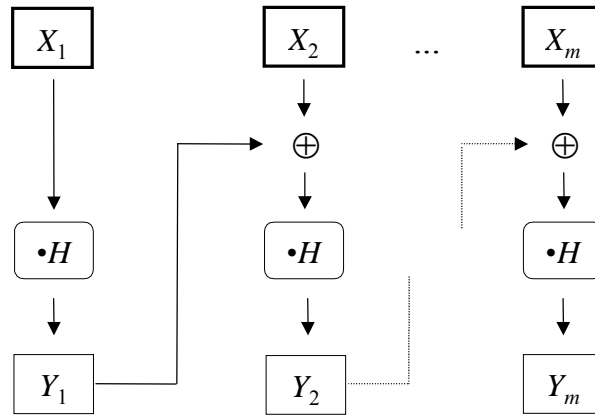 X₁ X₂ ... Xₘ
⊕ ⊕
•H •H •H
Y₁ Y₂ Yₘ